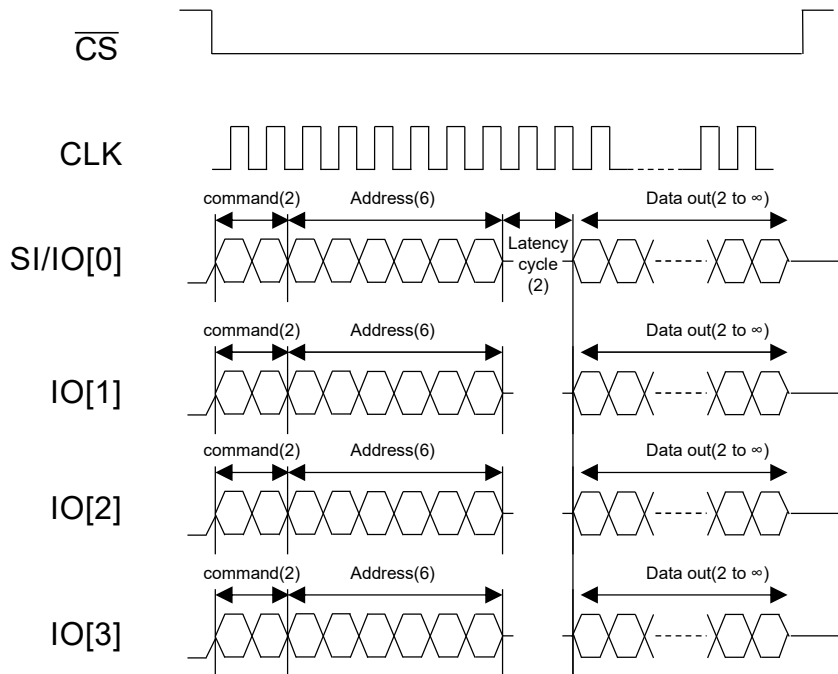 C̅S̅
CLK
command(2) Address(6) Data out(2 to ∞)
SI/IO[0]
Latency
cycle
(2)
command(2) Address(6) Data out(2 to ∞)
IO[1]
command(2) Address(6) Data out(2 to ∞)
IO[2]
command(2) Address(6) Data out(2 to ∞)
IO[3]